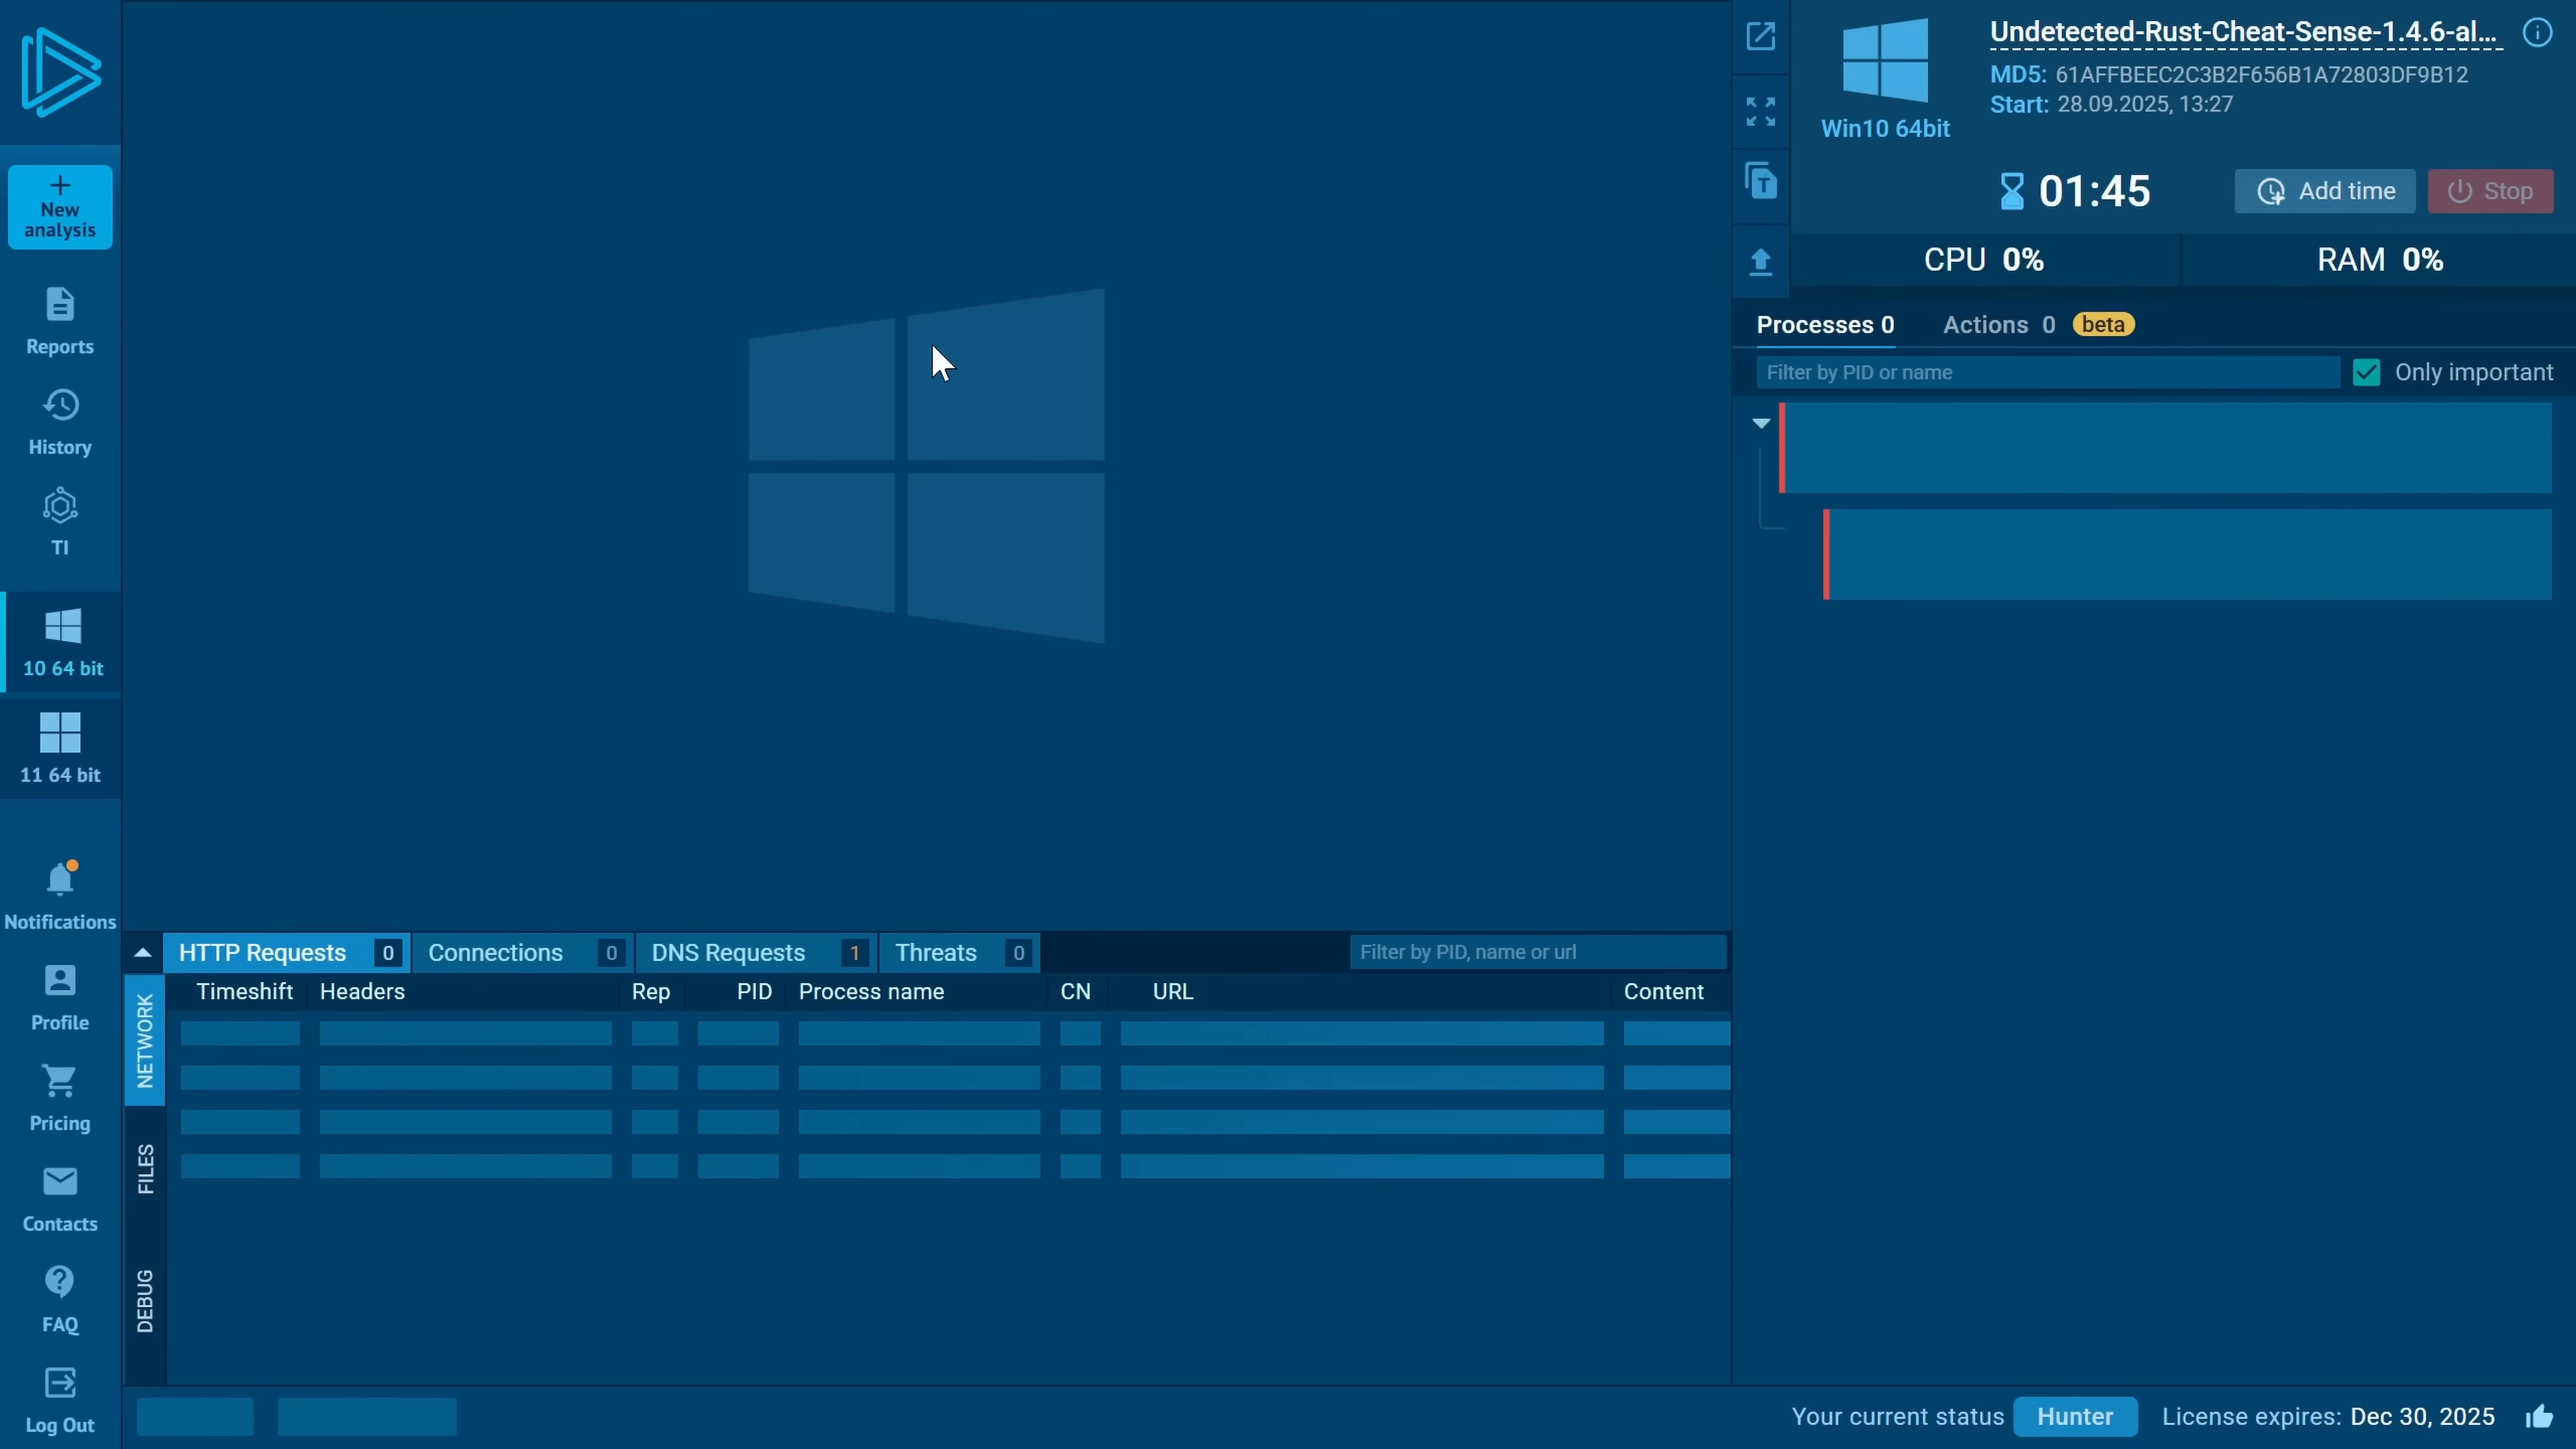 New
analysis
Reports
History
TI
10 64 bit
11 64 bit
Notifications
Profile
Pricing
Contacts
FAQ
Log Out
Undetected-Rust-Cheat-Sense-1.4.6-al...
MD5: 61AFFBEEC2C3B2F656B1A72803DF9B12
Start: 28.09.2025, 13:27
Win10 64bit
01:45
Add time
Stop
CPU 0%
RAM 0%
Processes 0
Actions 0
beta
Filter by PID or name
Only important
HTTP Requests 0
Connections 0
DNS Requests 1
Threats 0
Filter by PID, name or url
Timeshift
Headers
Rep
PID
Process name
CN
URL
Content
NETWORK
FILES
DEBUG
Your current status
Hunter
License expires: Dec 30, 2025